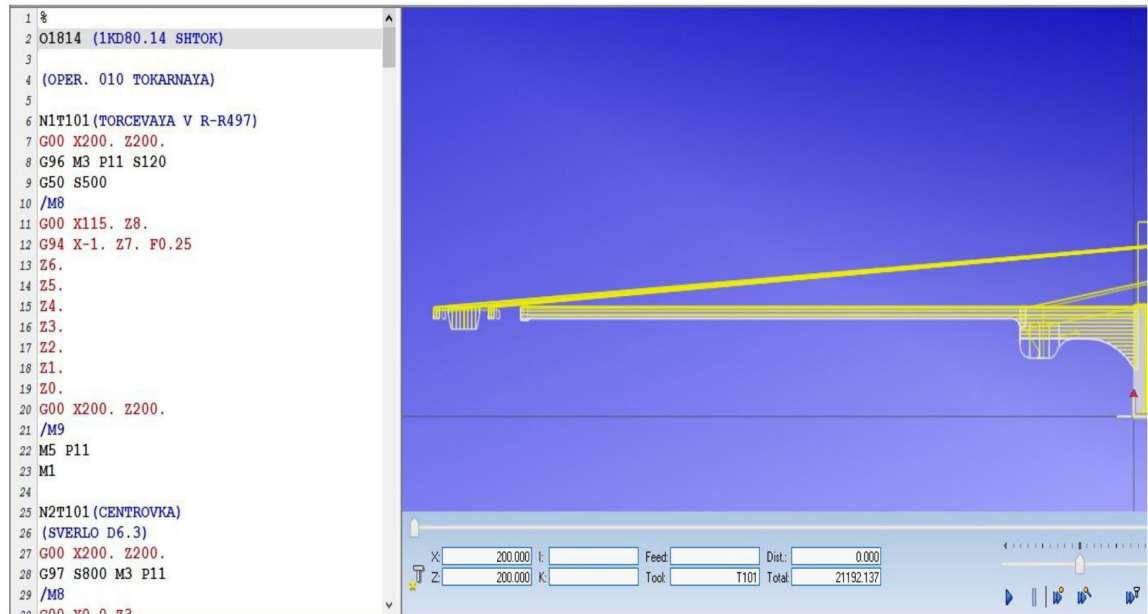 1 %
2 O1814 (1KD80.14 SHTOK)
3
4 (OPER. 010 TOKARNAYA)
5
6 N1T101(TORCEVAYA V R-R497)
7 G00 X200. Z200.
8 G96 M3 P11 S120
9 G50 S500
10 /M8
11 G00 X115. Z8.
12 G94 X-1. Z7. F0.25
13 Z6.
14 Z5.
15 Z4.
16 Z3.
17 Z2.
18 Z1.
19 Z0.
20 G00 X200. Z200.
21 /M9
22 M5 P11
23 M1
24
25 N2T101(CENTROVKA)
26 (SVERLO D6.3)
27 G00 X200. Z200.
28 G97 S800 M3 P11
29 /M8
X: 200.000 I: Feed: Dist.: 0.000
Z: 200.000 K: Tool: T101 Total: 21192.137